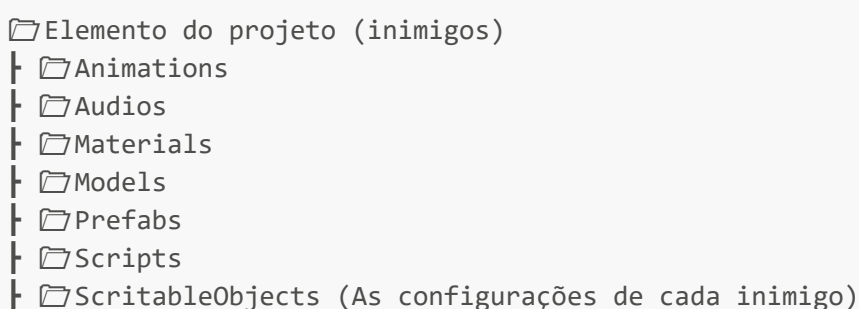 🗁Elemento do projeto (inimigos)
┣ 🗁Animations
┣ 🗁Audios
┣ 🗁Materials
┣ 🗁Models
┣ 🗁Prefabs
┣ 🗁Scripts
┣ 🗁ScritableObjects (As configurações de cada inimigo)